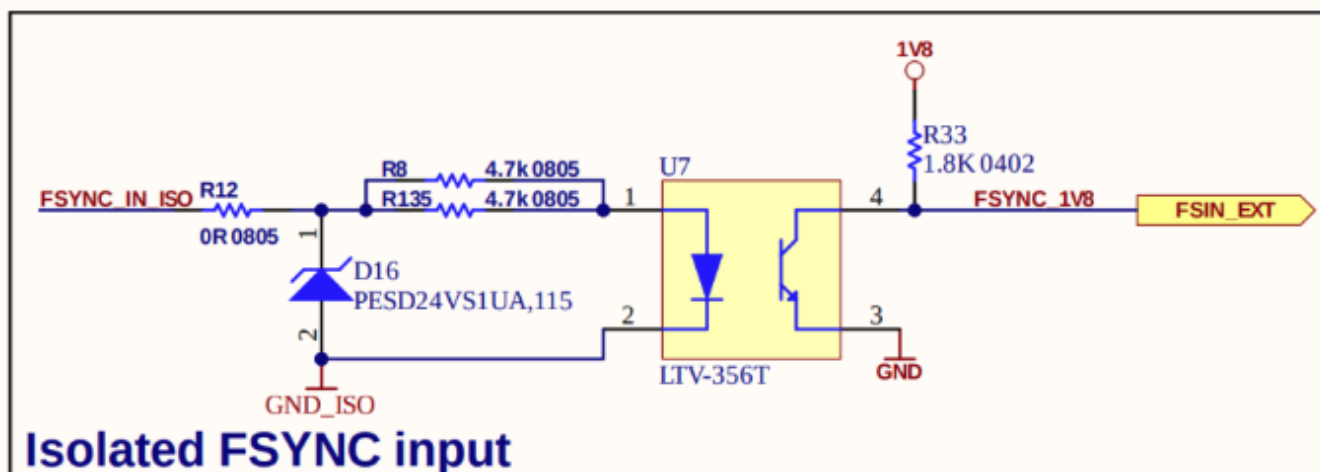 1V8
R33
1.8K 0402
R8 4.7k 0805
U7
FSYNC_IN_ISO R12 R135 4.7k 0805 1 4 FSYNC_1V8 FSIN_EXT
0R 0805
1
D16
PESD24VS1UA,115
2 2 3
LTV-356T GND
GND_ISO
Isolated FSYNC input